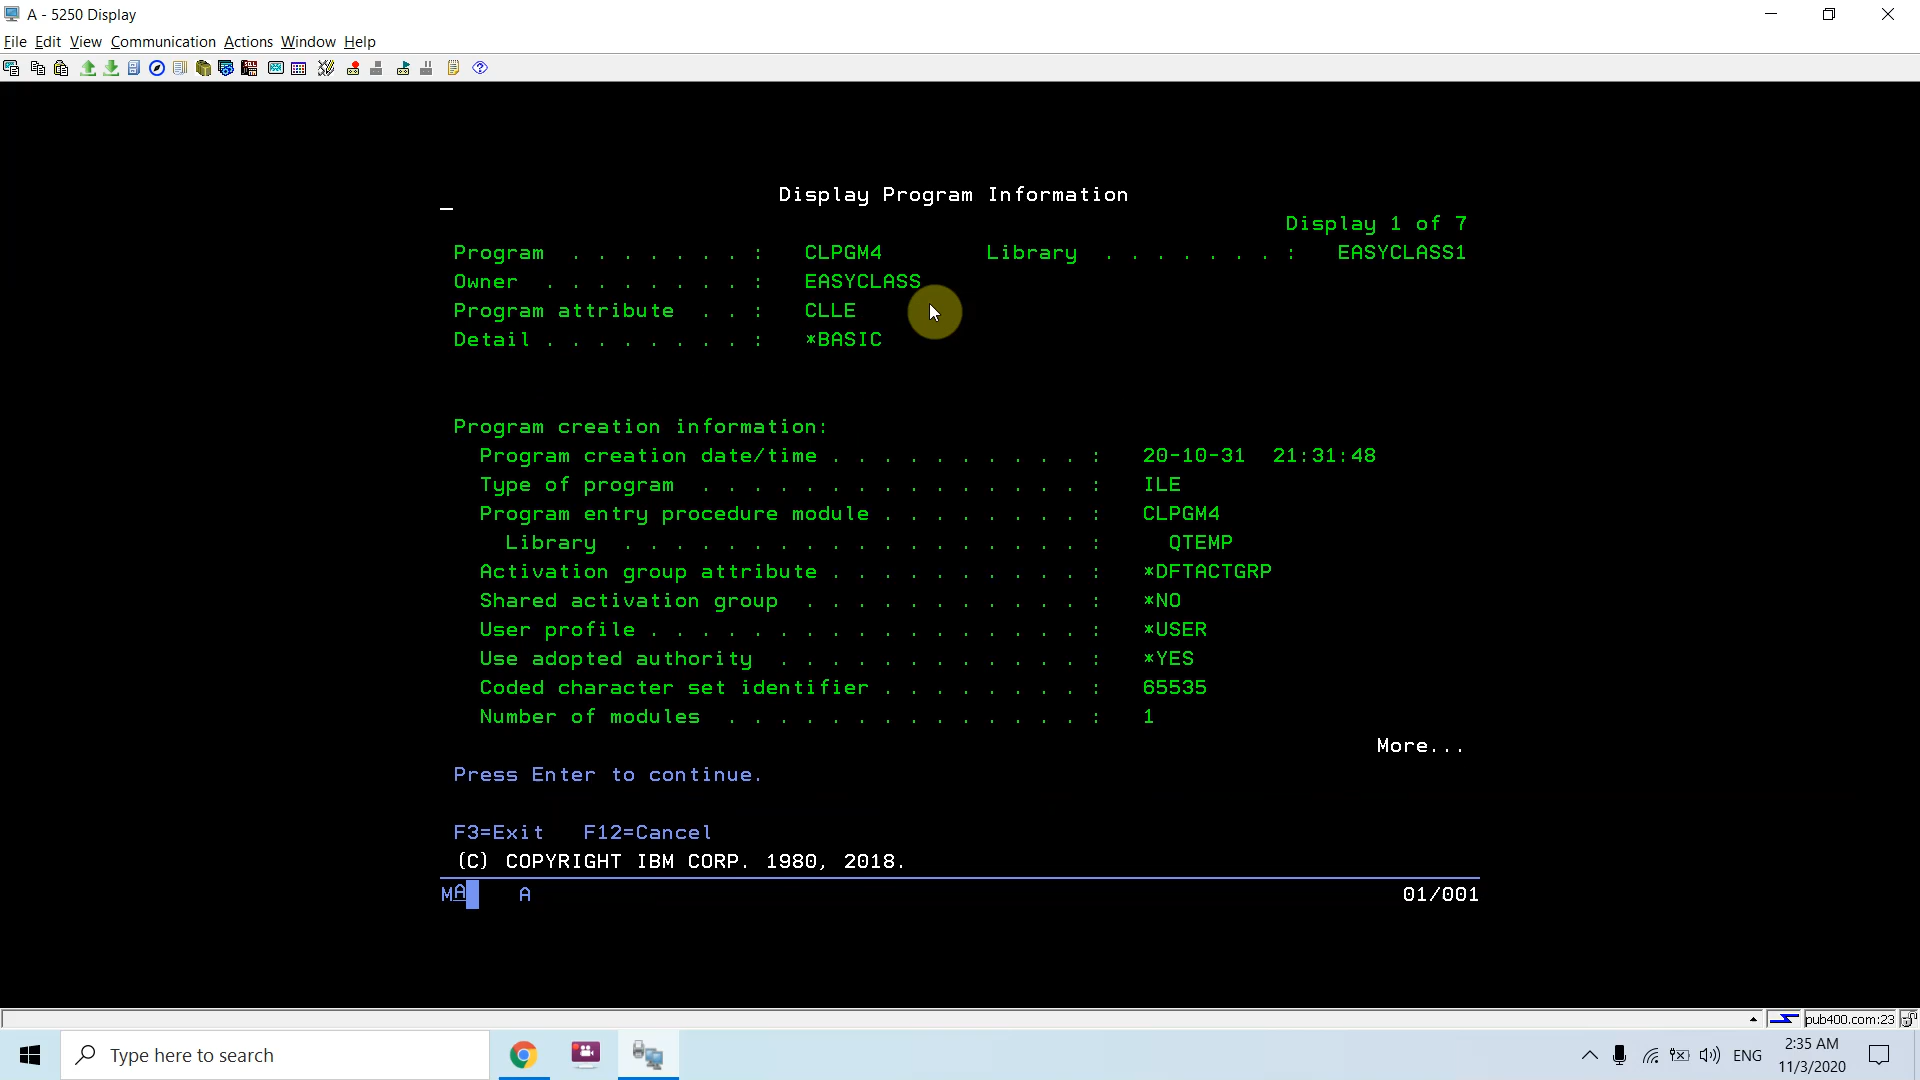 A - 5250 Display
File Edit View Communication Actions Window Help
Display Program Information
Display 1 of 7
Program . . . . . . . : CLPGM4 Library . . . . . . . : EASYCLASS1
Owner . . . . . . . . : EASYCLASS
Program attribute . . : CLLE
Detail . . . . . . . . : *BASIC
Program creation information:
Program creation date/time . . . . . . . . . . . : 20-10-31 21:31:48
Type of program . . . . . . . . . . . . . . . . : ILE
Program entry procedure module . . . . . . . . . : CLPGM4
Library . . . . . . . . . . . . . . . . . . . : QTEMP
Activation group attribute . . . . . . . . . . . : *DFTACTGRP
Shared activation group . . . . . . . . . . . . : *NO
User profile . . . . . . . . . . . . . . . . . . : *USER
Use adopted authority . . . . . . . . . . . . . : *YES
Coded character set identifier . . . . . . . . . : 65535
Number of modules . . . . . . . . . . . . . . . : 1
More...
Press Enter to continue.
F3=Exit F12=Cancel
(C) COPYRIGHT IBM CORP. 1980, 2018.
MA A 01/001
pub400.com:23
Type here to search
ENG
2:35 AM
11/3/2020